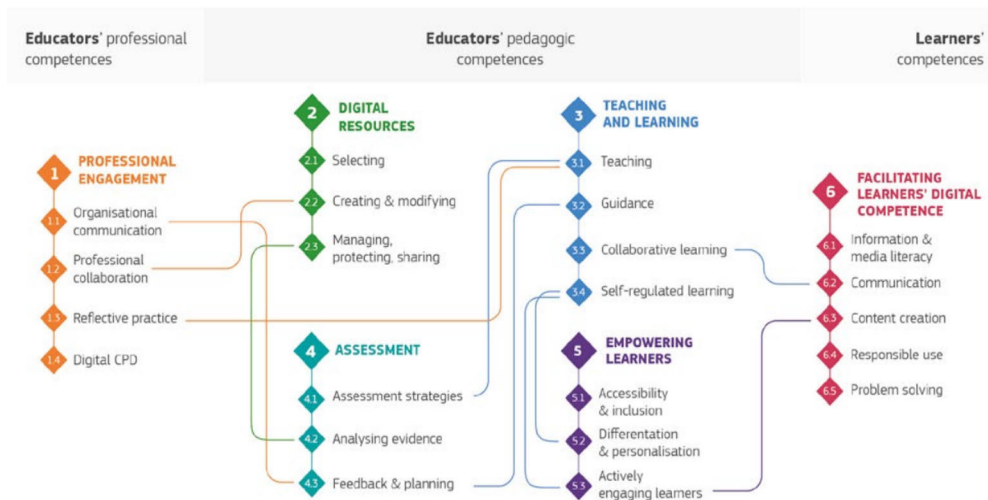 Educators' professional
competences
Educators' pedagogic
competences
Learners'
competences
1
PROFESSIONAL
ENGAGEMENT
1.1
Organisational
communication
1.2
Professional
collaboration
1.3
Reflective practice
1.4
Digital CPD
2
DIGITAL
RESOURCES
2.1
Selecting
2.2
Creating & modifying
2.3
Managing,
protecting, sharing
3
TEACHING
AND LEARNING
3.1
Teaching
3.2
Guidance
3.3
Collaborative learning
3.4
Self-regulated learning
4
ASSESSMENT
4.1
Assessment strategies
4.2
Analysing evidence
4.3
Feedback & planning
5
EMPOWERING
LEARNERS
5.1
Accessibility
& inclusion
5.2
Differentation
& personalisation
5.3
Actively
engaging learners
6
FACILITATING
LEARNERS' DIGITAL
COMPETENCE
6.1
Information &
media literacy
6.2
Communication
6.3
Content creation
6.4
Responsible use
6.5
Problem solving